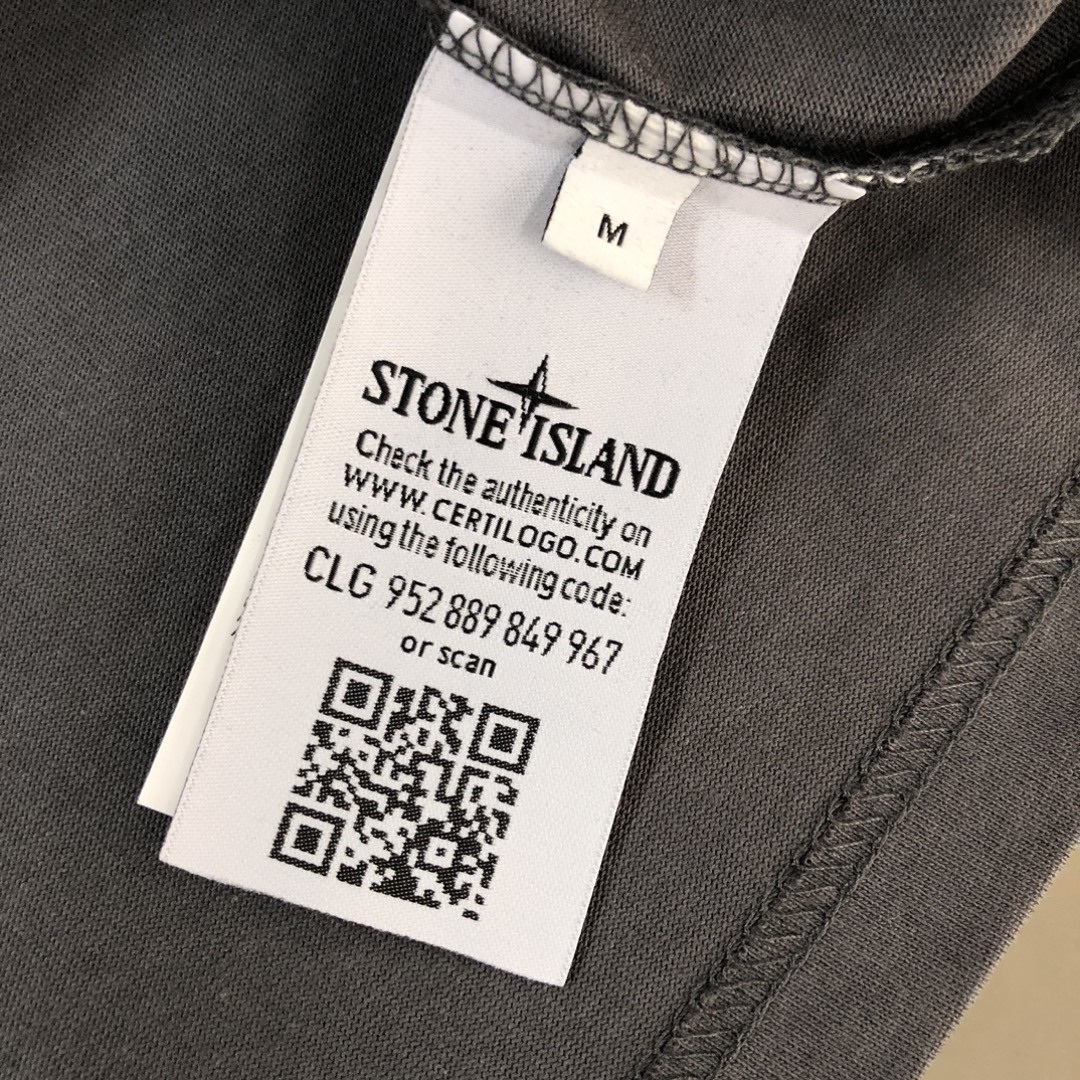 M
STONE ISLAND
Check the authenticity on
WWW.CERTILOGO.COM
using the following code:
CLG 952 889 849 967
or scan